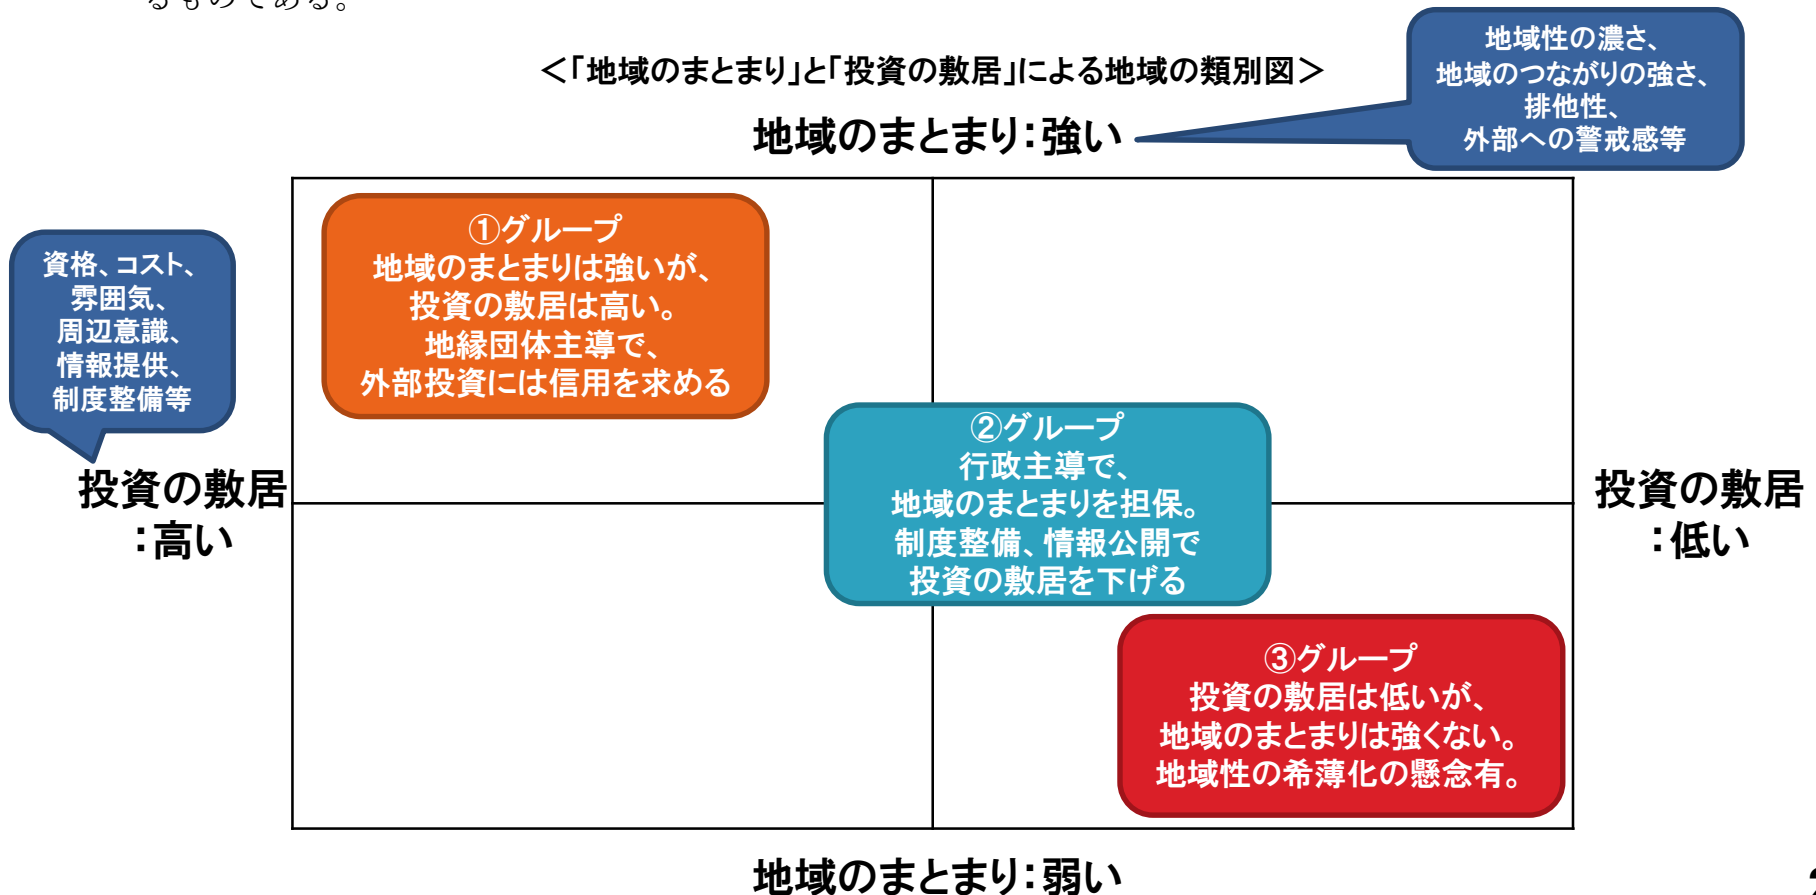 るものである。
＜「地域のまとまり」と「投資の敷居」による地域の類別図＞
地域性の濃さ、
地域のつながりの強さ、
排他性、
外部への警戒感等
地域のまとまり：強い
①グループ
地域のまとまりは強いが、
投資の敷居は高い。
地縁団体主導で、
外部投資には信用を求める
資格、コスト、
雰囲気、
周辺意識、
情報提供、
制度整備等
投資の敷居
：高い
②グループ
行政主導で、
地域のまとまりを担保。
制度整備、情報公開で
投資の敷居を下げる
投資の敷居
：低い
③グループ
投資の敷居は低いが、
地域のまとまりは強くない。
地域性の希薄化の懸念有。
地域のまとまり：弱い